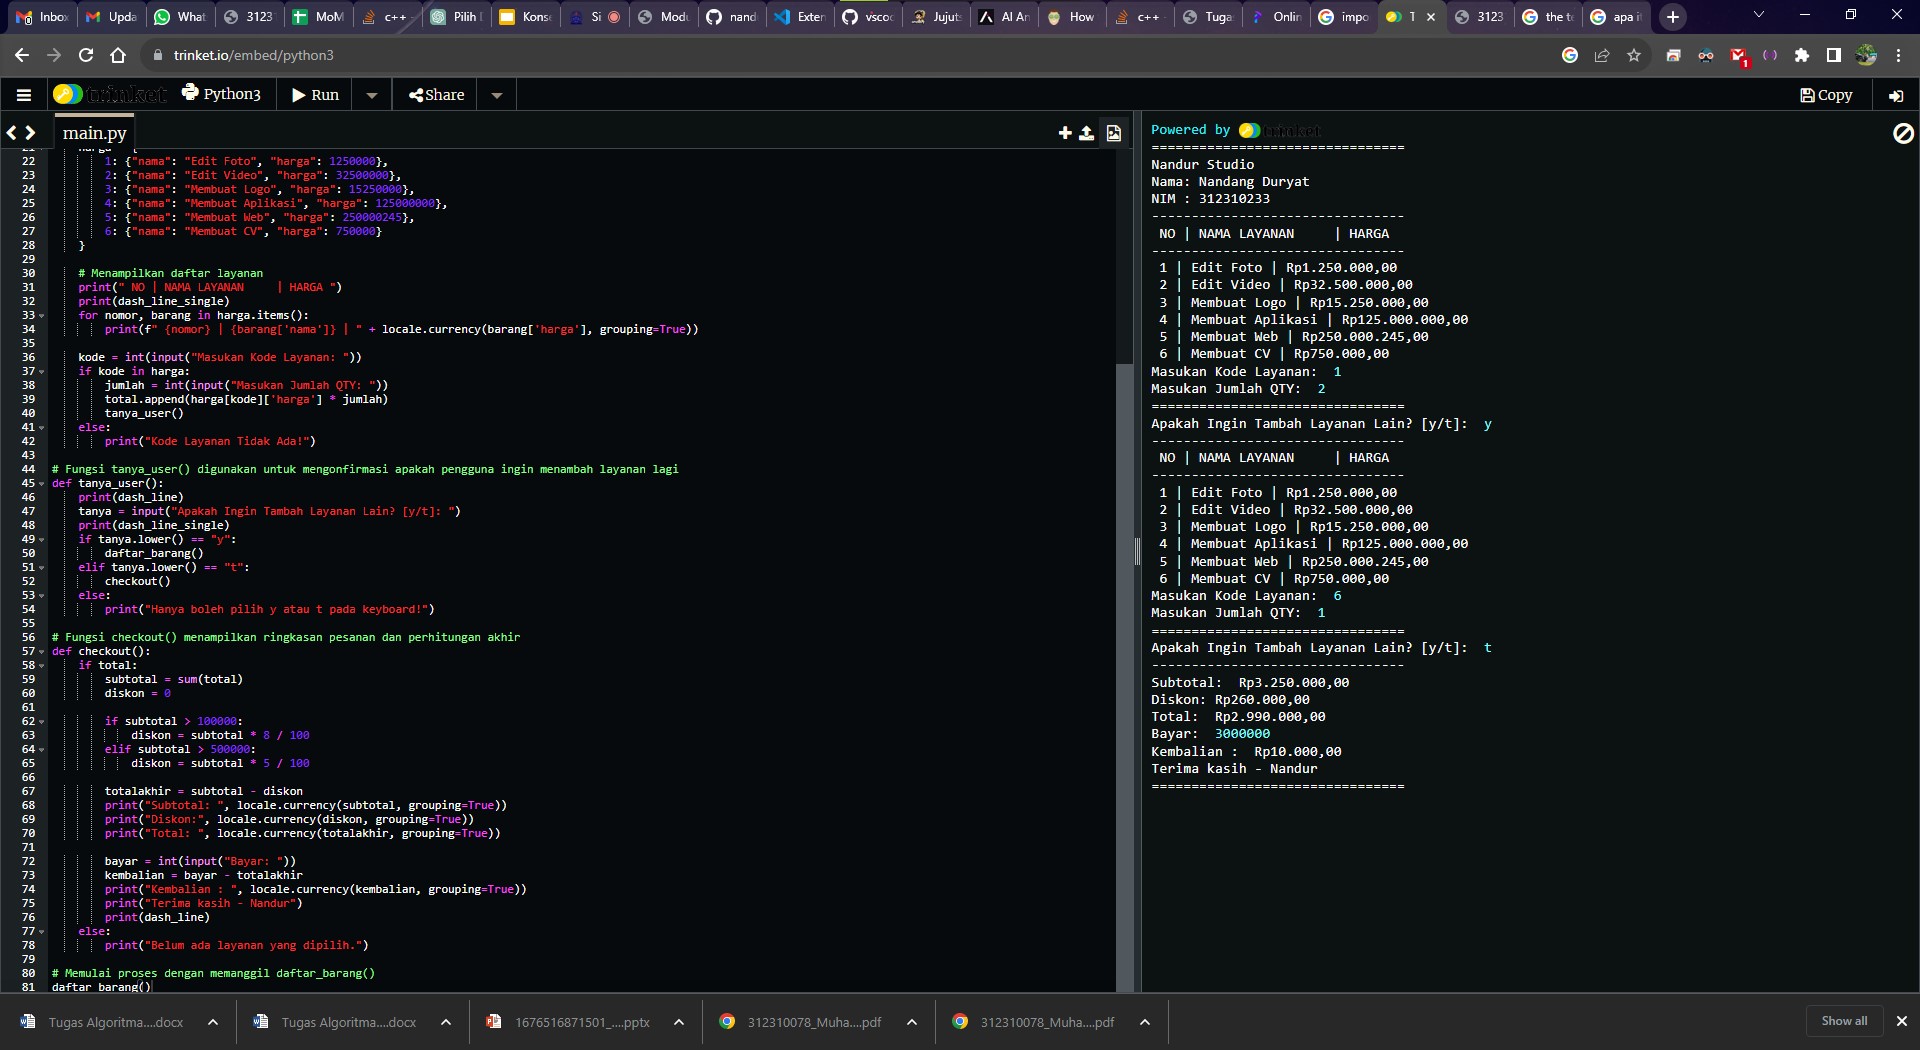 Inbox
Upda
What
3123
MoM
c++
Pilih
Kons
Si
Modu
nand
Exten
vscoc
Jujut
AI An
How
c++
Tuga
Onlin
impo
T
3123
the t
apa i
trinket.io/embed/python3
1
trinket
Python3
Run
Share
Copy
main.py
21 harga = {
22 1: {"nama": "Edit Foto", "harga": 1250000},
23 2: {"nama": "Edit Video", "harga": 32500000},
24 3: {"nama": "Membuat Logo", "harga": 15250000},
25 4: {"nama": "Membuat Aplikasi", "harga": 125000000},
26 5: {"nama": "Membuat Web", "harga": 250000245},
27 6: {"nama": "Membuat CV", "harga": 750000}
28 }
29
30 # Menampilkan daftar layanan
31 print(" NO | NAMA LAYANAN     | HARGA ")
32 print(dash_line_single)
33 for nomor, barang in harga.items():
34 print(f" {nomor} | {barang['nama']} | " + locale.currency(barang['harga'], grouping=True))
35
36 kode = int(input("Masukan Kode Layanan: "))
37 if kode in harga:
38 jumlah = int(input("Masukan Jumlah QTY: "))
39 total.append(harga[kode]['harga'] * jumlah)
40 tanya_user()
41 else:
42 print("Kode Layanan Tidak Ada!")
43
44 # Fungsi tanya_user() digunakan untuk mengonfirmasi apakah pengguna ingin menambah layanan lagi
45 def tanya_user():
46 print(dash_line)
47 tanya = input("Apakah Ingin Tambah Layanan Lain? [y/t]: ")
48 print(dash_line_single)
49 if tanya.lower() == "y":
50 daftar_barang()
51 elif tanya.lower() == "t":
52 checkout()
53 else:
54 print("Hanya boleh pilih y atau t pada keyboard!")
55
56 # Fungsi checkout() menampilkan ringkasan pesanan dan perhitungan akhir
57 def checkout():
58 if total:
59 subtotal = sum(total)
60 diskon = 0
61
62 if subtotal > 100000:
63 diskon = subtotal * 8 / 100
64 elif subtotal > 500000:
65 diskon = subtotal * 5 / 100
66
67 totalakhir = subtotal - diskon
68 print("Subtotal: ", locale.currency(subtotal, grouping=True))
69 print("Diskon:", locale.currency(diskon, grouping=True))
70 print("Total: ", locale.currency(totalakhir, grouping=True))
71
72 bayar = int(input("Bayar: "))
73 kembalian = bayar - totalakhir
74 print("Kembalian : ", locale.currency(kembalian, grouping=True))
75 print("Terima kasih - Nandur")
76 print(dash_line)
77 else:
78 print("Belum ada layanan yang dipilih.")
79
80 # Memulai proses dengan memanggil daftar_barang()
81 daftar_barang()
Powered by trinket
================================
Nandur Studio
Nama: Nandang Duryat
NIM : 312310233
--------------------------------
NO | NAMA LAYANAN     | HARGA
--------------------------------
1 | Edit Foto | Rp1.250.000,00
2 | Edit Video | Rp32.500.000,00
3 | Membuat Logo | Rp15.250.000,00
4 | Membuat Aplikasi | Rp125.000.000,00
5 | Membuat Web | Rp250.000.245,00
6 | Membuat CV | Rp750.000,00
Masukan Kode Layanan:  1
Masukan Jumlah QTY:  2
================================
Apakah Ingin Tambah Layanan Lain? [y/t]:  y
--------------------------------
NO | NAMA LAYANAN     | HARGA
--------------------------------
1 | Edit Foto | Rp1.250.000,00
2 | Edit Video | Rp32.500.000,00
3 | Membuat Logo | Rp15.250.000,00
4 | Membuat Aplikasi | Rp125.000.000,00
5 | Membuat Web | Rp250.000.245,00
6 | Membuat CV | Rp750.000,00
Masukan Kode Layanan:  6
Masukan Jumlah QTY:  1
================================
Apakah Ingin Tambah Layanan Lain? [y/t]:  t
--------------------------------
Subtotal:  Rp3.250.000,00
Diskon: Rp260.000,00
Total:  Rp2.990.000,00
Bayar:  3000000
Kembalian :  Rp10.000,00
Terima kasih - Nandur
================================
Tugas Algoritma....docx
Tugas Algoritma....docx
1676516871501_....pptx
312310078_Muha....pdf
312310078_Muha....pdf
Show all